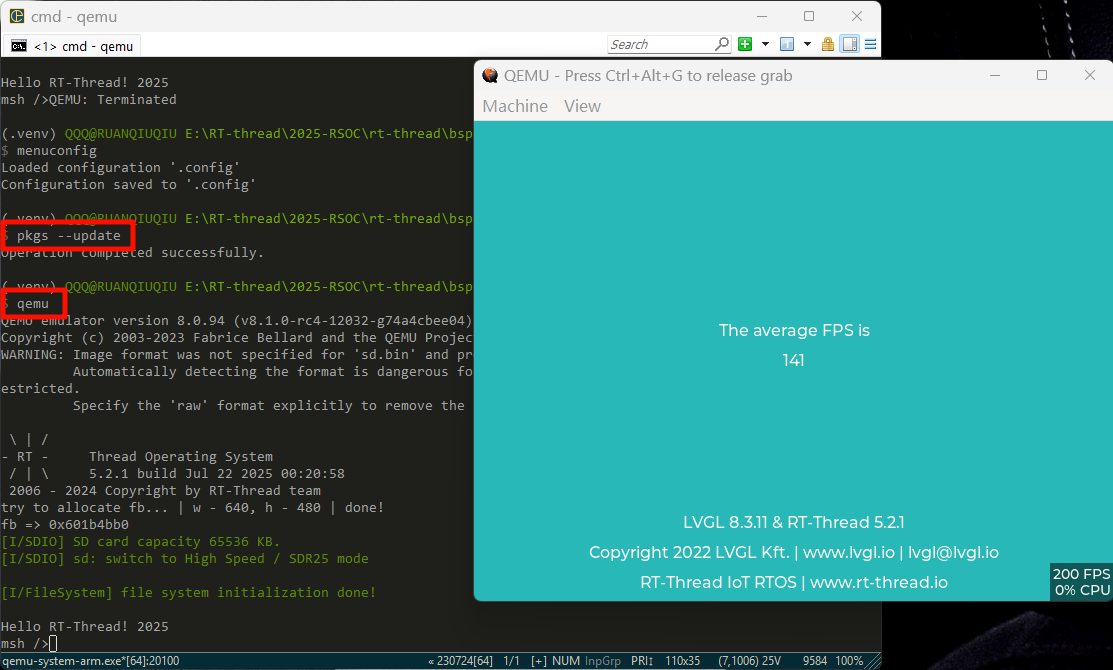 cmd - qemu
<1> cmd - qemu
Search
Hello RT-Thread! 2025
msh />QEMU: Terminated
(.venv) QQQ@RUANQIUQIU E:\RT-thread\2025-RSOC\rt-thread\bsp
$ menuconfig
Loaded configuration '.config'
Configuration saved to '.config'
(.venv) QQQ@RUANQIUQIU E:\RT-thread\2025-RSOC\rt-thread\bsp
$ pkgs --update
Operation completed successfully.
(.venv) QQQ@RUANQIUQIU E:\RT-thread\2025-RSOC\rt-thread\bsp
$ qemu
QEMU emulator version 8.0.94 (v8.1.0-rc4-12032-g74a4cbee04)
Copyright (c) 2003-2023 Fabrice Bellard and the QEMU Projec
WARNING: Image format was not specified for 'sd.bin' and pr
Automatically detecting the format is dangerous fo
estricted.
Specify the 'raw' format explicitly to remove the
\ | /
- RT - Thread Operating System
/ | \ 5.2.1 build Jul 22 2025 00:20:58
2006 - 2024 Copyright by RT-Thread team
try to allocate fb... | w - 640, h - 480 | done!
fb => 0x601b4bb0
[I/SDIO] SD card capacity 65536 KB.
[I/SDIO] sd: switch to High Speed / SDR25 mode
[I/FileSystem] file system initialization done!
Hello RT-Thread! 2025
msh />
qemu-system-arm.exe*[64]:20100
« 230724[64] 1/1 [+] NUM InpGrp PRI↕ 110x35 (7,1006) 25V 9584 100%
QEMU - Press Ctrl+Alt+G to release grab
Machine View
The average FPS is
141
LVGL 8.3.11 & RT-Thread 5.2.1
Copyright 2022 LVGL Kft. | www.lvgl.io | lvgl@lvgl.io
RT-Thread IoT RTOS | www.rt-thread.io
200 FPS
0% CPU